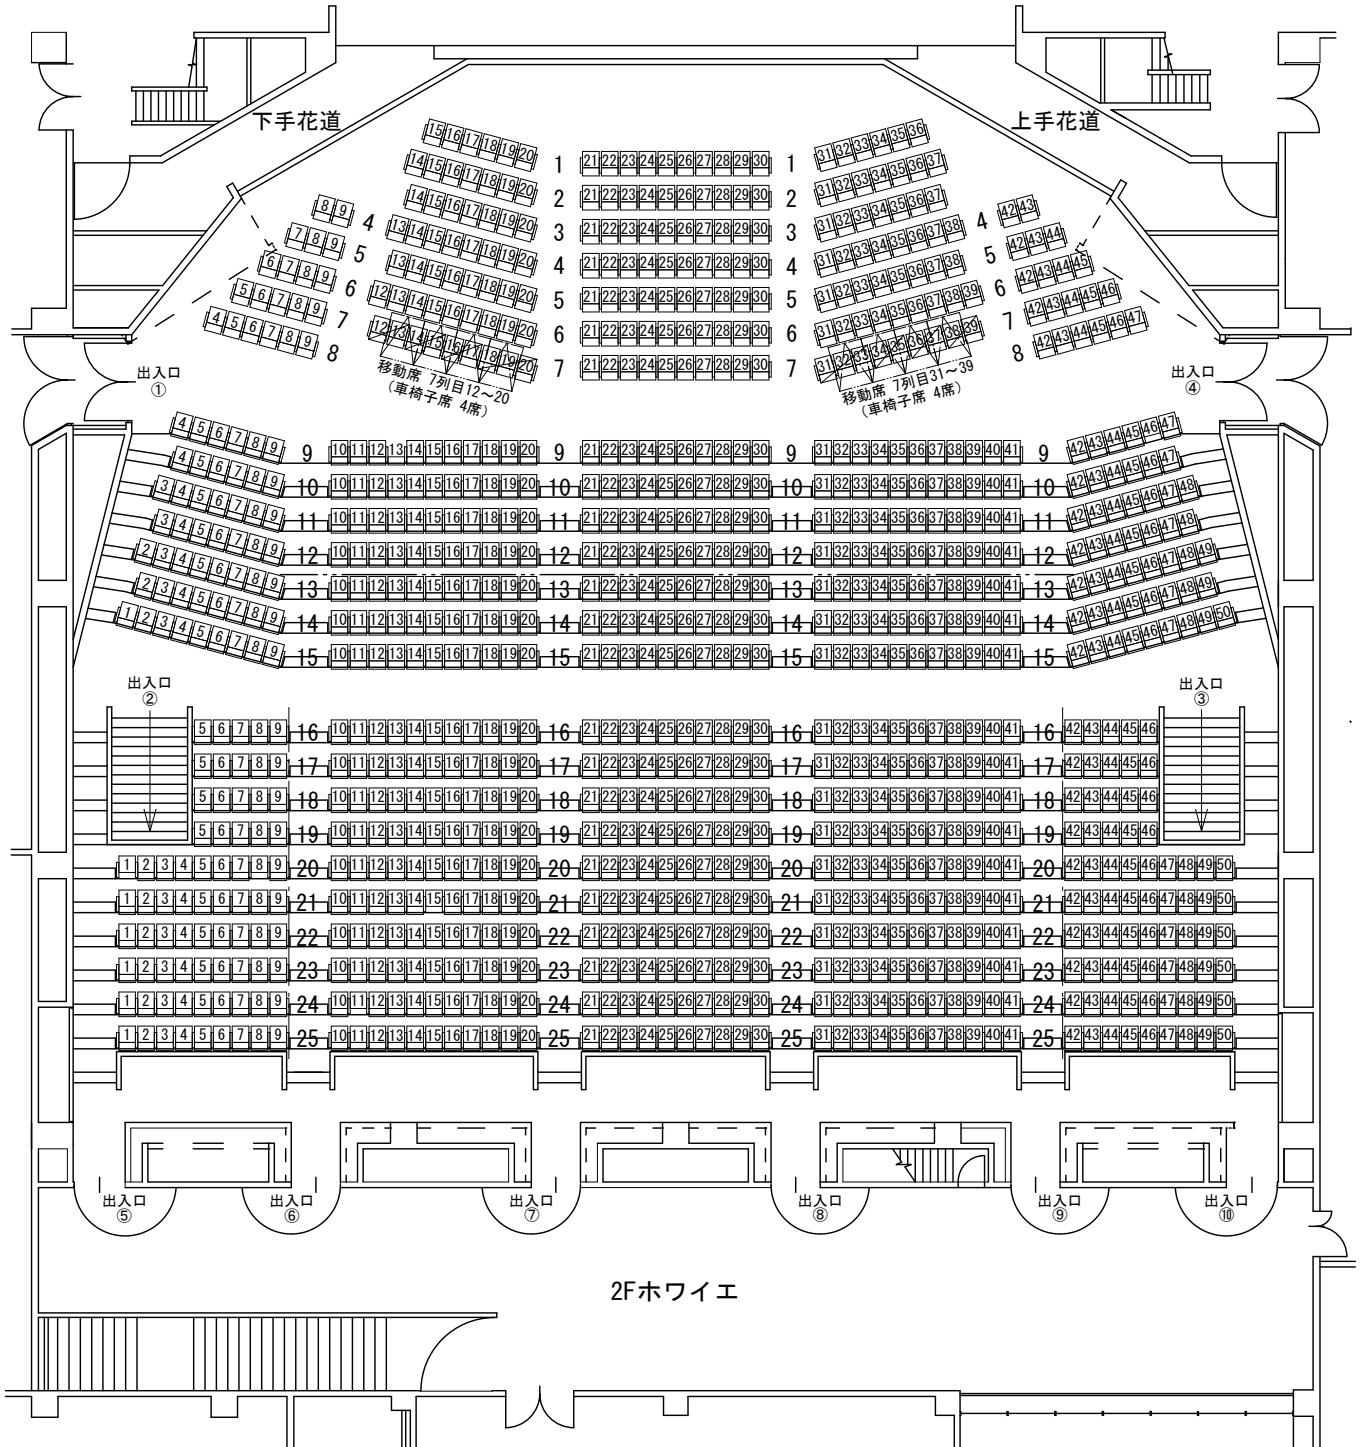 下手花道 上手花道
15 16 17 18 19 20 1 21 22 23 24 25 26 27 28 29 30 1 31 32 33 34 35 36
14 15 16 17 18 19 20 2 21 22 23 24 25 26 27 28 29 30 2 31 32 33 34 35 36 37
14 15 16 17 18 19 20 3 21 22 23 24 25 26 27 28 29 30 3 31 32 33 34 35 36 37
8 9 4 13 14 15 16 17 18 19 20 4 21 22 23 24 25 26 27 28 29 30 4 31 32 33 34 35 36 37 38 4 42 43
7 8 9 5 13 14 15 16 17 18 19 20 5 21 22 23 24 25 26 27 28 29 30 5 31 32 33 34 35 36 37 38 5 42 43 44
6 7 8 9 6 12 13 14 15 16 17 18 19 20 6 21 22 23 24 25 26 27 28 29 30 6 31 32 33 34 35 36 37 38 39 6 42 43 44 45
5 6 7 8 9 7 12 13 14 15 16 17 18 19 20 7 21 22 23 24 25 26 27 28 29 30 7 31 32 33 34 35 36 37 38 39 7 42 43 44 45 46
4 5 6 7 8 9 8 8 42 43 44 45 46 47
移動席 7列目12～20
(車椅子席 4席)
移動席 7列目31～39
(車椅子席 4席)
出入口
①
出入口
④
4 5 6 7 8 9 9 10 11 12 13 14 15 16 17 18 19 20 9 21 22 23 24 25 26 27 28 29 30 9 31 32 33 34 35 36 37 38 39 40 41 9 42 43 44 45 46 47
4 5 6 7 8 9 10 10 11 12 13 14 15 16 17 18 19 20 10 21 22 23 24 25 26 27 28 29 30 10 31 32 33 34 35 36 37 38 39 40 41 10 42 43 44 45 46 47
3 4 5 6 7 8 9 11 10 11 12 13 14 15 16 17 18 19 20 11 21 22 23 24 25 26 27 28 29 30 11 31 32 33 34 35 36 37 38 39 40 41 11 42 43 44 45 46 47 48
3 4 5 6 7 8 9 12 10 11 12 13 14 15 16 17 18 19 20 12 21 22 23 24 25 26 27 28 29 30 12 31 32 33 34 35 36 37 38 39 40 41 12 42 43 44 45 46 47 48
2 3 4 5 6 7 8 9 13 10 11 12 13 14 15 16 17 18 19 20 13 21 22 23 24 25 26 27 28 29 30 13 31 32 33 34 35 36 37 38 39 40 41 13 42 43 44 45 46 47 48 49
2 3 4 5 6 7 8 9 14 10 11 12 13 14 15 16 17 18 19 20 14 21 22 23 24 25 26 27 28 29 30 14 31 32 33 34 35 36 37 38 39 40 41 14 42 43 44 45 46 47 48 49
1 2 3 4 5 6 7 8 9 15 10 11 12 13 14 15 16 17 18 19 20 15 21 22 23 24 25 26 27 28 29 30 15 31 32 33 34 35 36 37 38 39 40 41 15 42 43 44 45 46 47 48 49 50
出入口
②
出入口
③
5 6 7 8 9 16 10 11 12 13 14 15 16 17 18 19 20 16 21 22 23 24 25 26 27 28 29 30 16 31 32 33 34 35 36 37 38 39 40 41 16 42 43 44 45 46
5 6 7 8 9 17 10 11 12 13 14 15 16 17 18 19 20 17 21 22 23 24 25 26 27 28 29 30 17 31 32 33 34 35 36 37 38 39 40 41 17 42 43 44 45 46
5 6 7 8 9 18 10 11 12 13 14 15 16 17 18 19 20 18 21 22 23 24 25 26 27 28 29 30 18 31 32 33 34 35 36 37 38 39 40 41 18 42 43 44 45 46
5 6 7 8 9 19 10 11 12 13 14 15 16 17 18 19 20 19 21 22 23 24 25 26 27 28 29 30 19 31 32 33 34 35 36 37 38 39 40 41 19 42 43 44 45 46
1 2 3 4 5 6 7 8 9 20 10 11 12 13 14 15 16 17 18 19 20 20 21 22 23 24 25 26 27 28 29 30 20 31 32 33 34 35 36 37 38 39 40 41 20 42 43 44 45 46 47 48 49 50
1 2 3 4 5 6 7 8 9 21 10 11 12 13 14 15 16 17 18 19 20 21 21 22 23 24 25 26 27 28 29 30 21 31 32 33 34 35 36 37 38 39 40 41 21 42 43 44 45 46 47 48 49 50
1 2 3 4 5 6 7 8 9 22 10 11 12 13 14 15 16 17 18 19 20 22 21 22 23 24 25 26 27 28 29 30 22 31 32 33 34 35 36 37 38 39 40 41 22 42 43 44 45 46 47 48 49 50
1 2 3 4 5 6 7 8 9 23 10 11 12 13 14 15 16 17 18 19 20 23 21 22 23 24 25 26 27 28 29 30 23 31 32 33 34 35 36 37 38 39 40 41 23 42 43 44 45 46 47 48 49 50
1 2 3 4 5 6 7 8 9 24 10 11 12 13 14 15 16 17 18 19 20 24 21 22 23 24 25 26 27 28 29 30 24 31 32 33 34 35 36 37 38 39 40 41 24 42 43 44 45 46 47 48 49 50
1 2 3 4 5 6 7 8 9 25 10 11 12 13 14 15 16 17 18 19 20 25 21 22 23 24 25 26 27 28 29 30 25 31 32 33 34 35 36 37 38 39 40 41 25 42 43 44 45 46 47 48 49 50
出入口 出入口 出入口 出入口 出入口 出入口
⑤ ⑥ ⑦ ⑧ ⑨ ⑩
2Fホワイエ